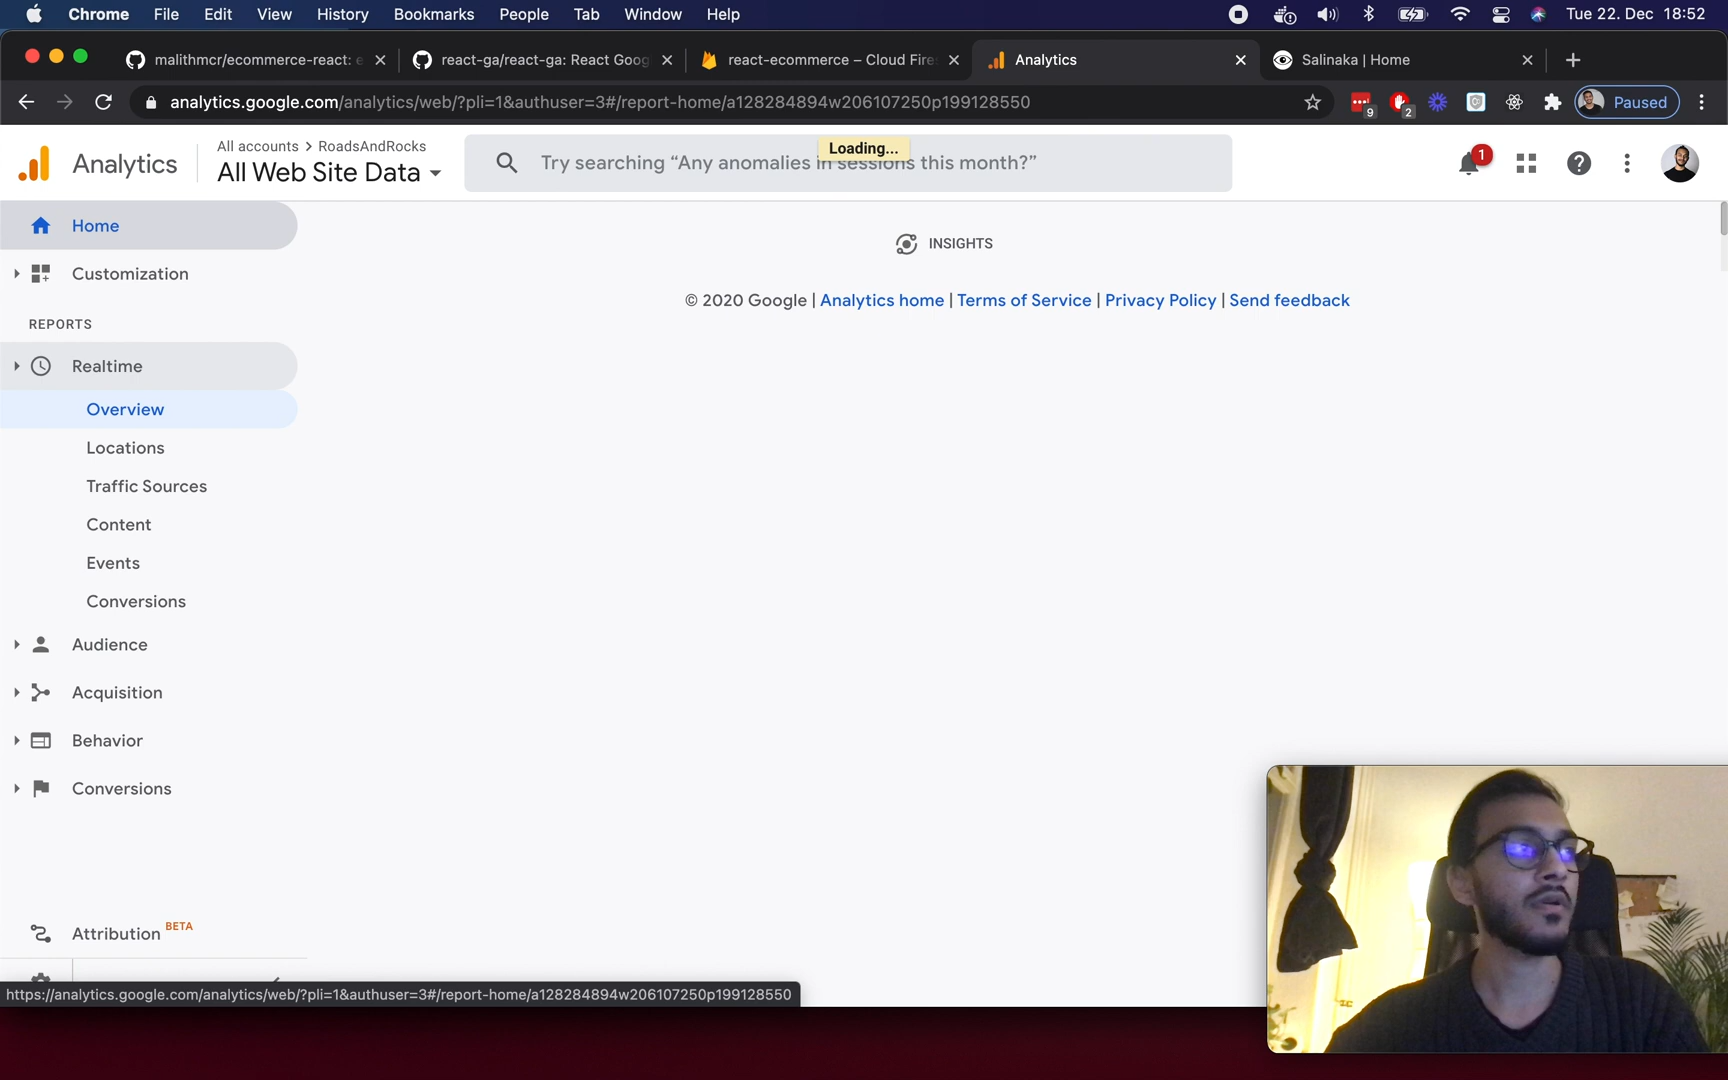 Chrome File Edit View History Bookmarks People Tab Window Help Tue 22. Dec 18:52
malithmcr/ecommerce-react: e react-ga/react-ga: React Goog react-ecommerce – Cloud Fires Analytics Salinaka | Home
analytics.google.com/analytics/web/?pli=1&authuser=3#/report-home/a128284894w206107250p199128550 9 2 Paused
Analytics
All accounts > RoadsAndRocks
All Web Site Data
Try searching “Any anomalies in sessions this month?”
Loading...
1
Home
Customization
REPORTS
Realtime
Overview
Locations
Traffic Sources
Content
Events
Conversions
Audience
Acquisition
Behavior
Conversions
Attribution BETA
INSIGHTS
© 2020 Google | Analytics home | Terms of Service | Privacy Policy | Send feedback
https://analytics.google.com/analytics/web/?pli=1&authuser=3#/report-home/a128284894w206107250p199128550